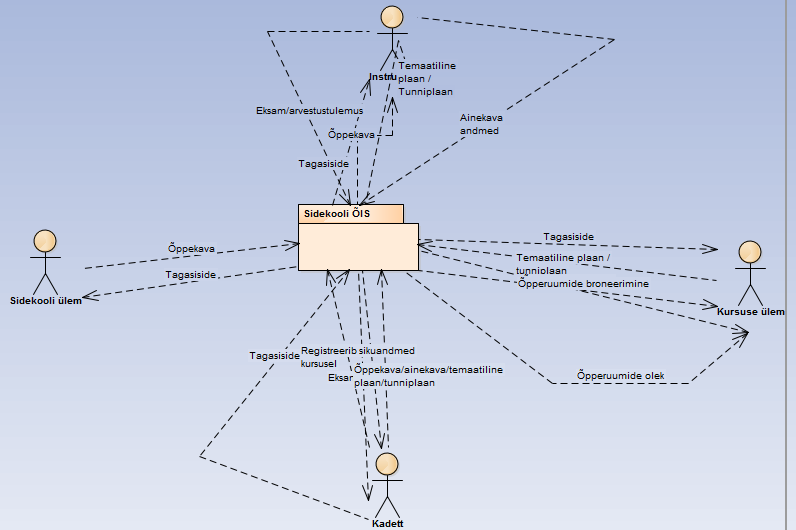 Instru
Temaatiline
plaan /
Tunniplaan
Eksam/arvestustulemus
Õppekava
Ainekava
andmed
Tagasiside
Sidekooli ÕIS
Õppekava
Tagasiside
Sidekooli ülem
Tagasiside
Temaatiline plaan /
tunniplaan
Õpperuumide broneerimine
Kursuse ülem
Õpperuumide olek
Tagasiside
Registreerib
kursusel
sikuandmed
Eksam
Õppekava/ainekava/temaatiline
plaan/tunniplaan
Kadett